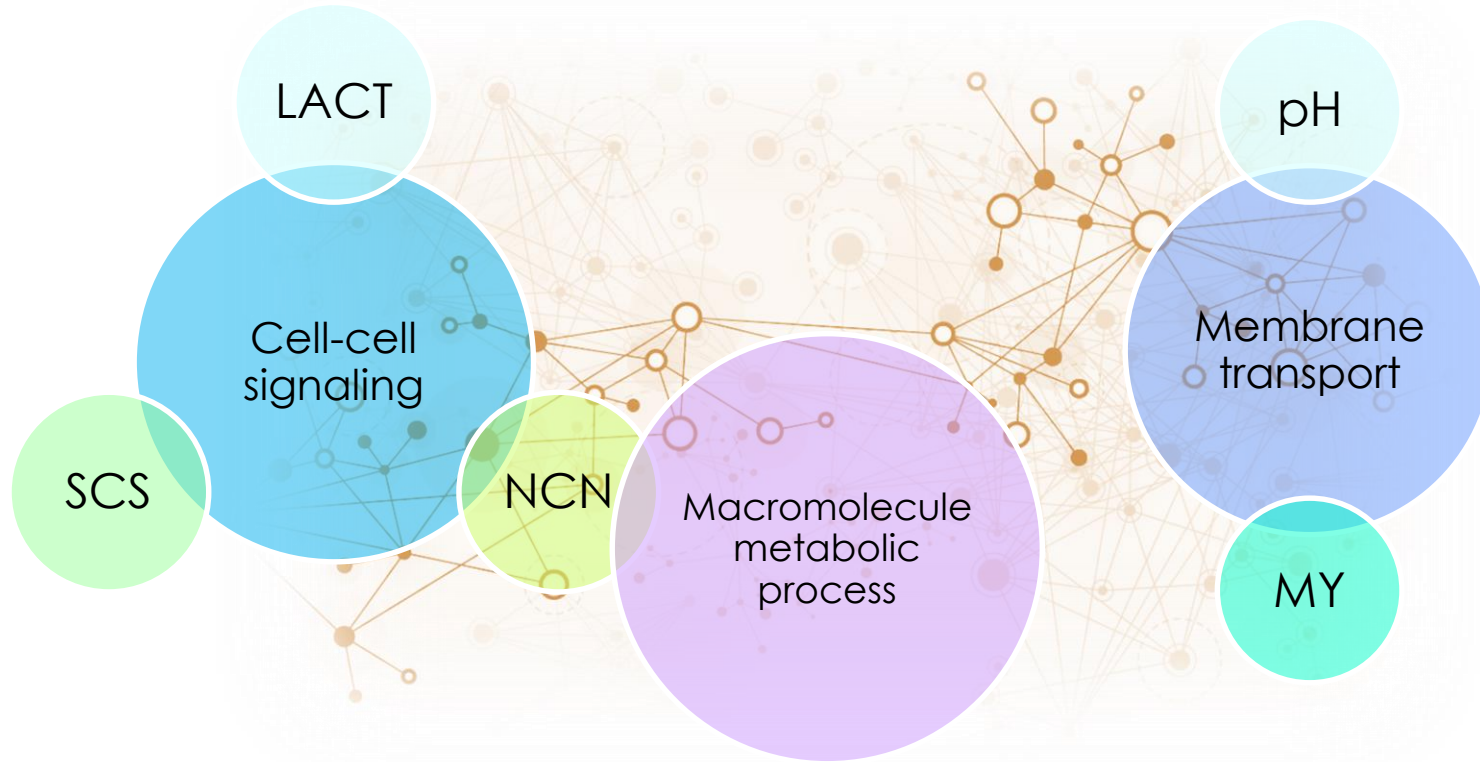 LACT
pH
Cell-cell
signaling
Membrane
transport
SCS
NCN
Macromolecule
metabolic
process
MY